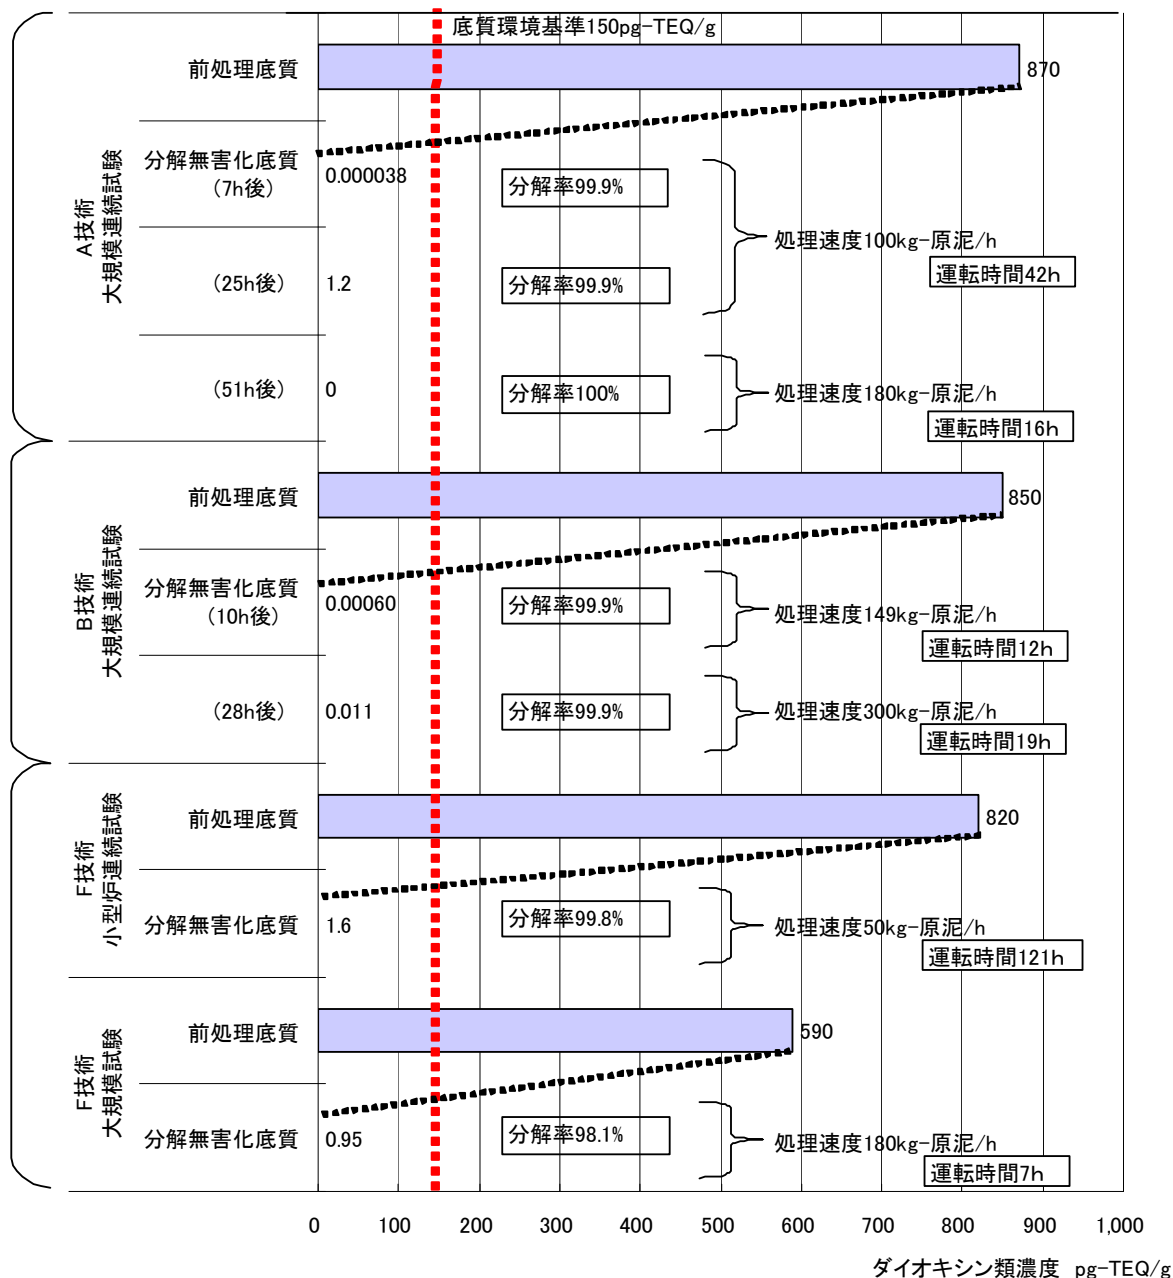 底質環境基準150pg-TEQ/g
A技術
大規模連続試験
前処理底質
870
分解無害化底質
(7h後)
0.000038
分解率99.9%
処理速度100kg-原泥/h
運転時間42h
(25h後)
1.2
分解率99.9%
(51h後)
0
分解率100%
処理速度180kg-原泥/h
運転時間16h
B技術
大規模連続試験
前処理底質
850
分解無害化底質
(10h後)
0.00060
分解率99.9%
処理速度149kg-原泥/h
運転時間12h
(28h後)
0.011
分解率99.9%
処理速度300kg-原泥/h
運転時間19h
F技術
小型炉連続試験
前処理底質
820
分解無害化底質
1.6
分解率99.8%
処理速度50kg-原泥/h
運転時間121h
F技術
大規模試験
前処理底質
590
分解無害化底質
0.95
分解率98.1%
処理速度180kg-原泥/h
運転時間7h
0 100 200 300 400 500 600 700 800 900 1,000
ダイオキシン類濃度 pg-TEQ/g